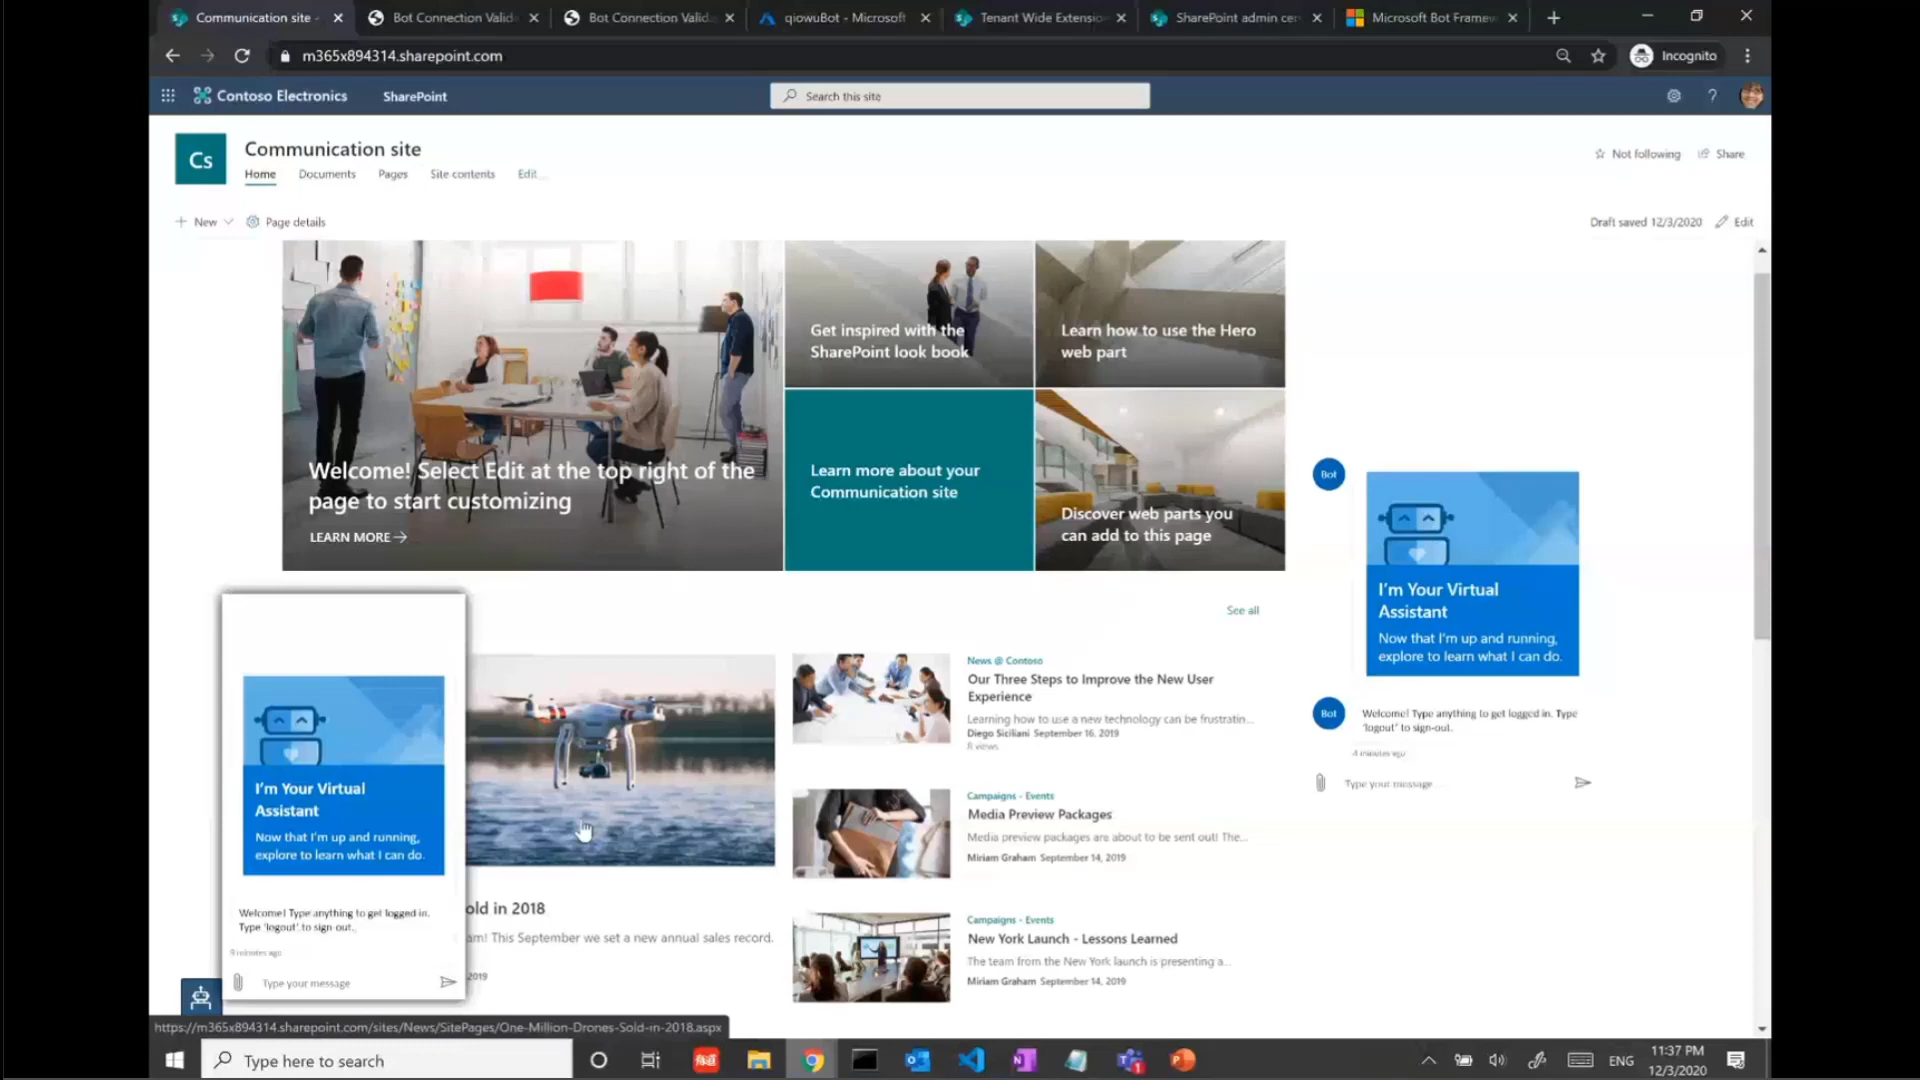 Communication site -
Bot Connection Valid
Bot Connection Valid
qiowuBot - Microsoft
Tenant Wide Extensio
SharePoint admin cer
Microsoft Bot Framew
m365x894314.sharepoint.com
Incognito
Contoso Electronics
SharePoint
Search this site
Cs
Communication site
Not following
Share
Home
Documents
Pages
Site contents
Edit
New
Page details
Draft saved 12/3/2020
Edit
Welcome! Select Edit at the top right of the
page to start customizing
LEARN MORE
Get inspired with the
SharePoint look book
Learn how to use the Hero
web part
Learn more about your
Communication site
Discover web parts you
can add to this page
See all
old in 2018
am! This September we set a new annual sales record.
2019
News @ Contoso
Our Three Steps to Improve the New User
Experience
Learning how to use a new technology can be frustratin...
Diego Siciliani September 16, 2019
8 views
Campaigns - Events
Media Preview Packages
Media preview packages are about to be sent out! The...
Miriam Graham September 14, 2019
Campaigns - Events
New York Launch - Lessons Learned
The team from the New York launch is presenting a...
Miriam Graham September 14, 2019
Bot
I'm Your Virtual
Assistant
Now that I'm up and running,
explore to learn what I can do.
Bot
Welcome! Type anything to get logged in. Type
'logout' to sign-out.
4 minutes ago
Type your message
I'm Your Virtual
Assistant
Now that I'm up and running,
explore to learn what I can do.
Welcome! Type anything to get logged in.
Type 'logout' to sign-out.
9 minutes ago
Type your message
https://m365x894314.sharepoint.com/sites/News/SitePages/One-Million-Drones-Sold-in-2018.aspx
Type here to search
ENG
11:37 PM
12/3/2020